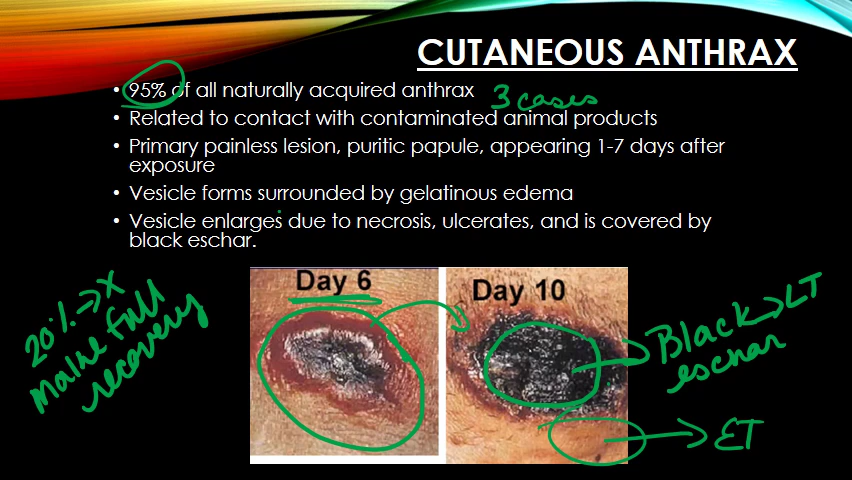 CUTANEOUS ANTHRAX
• 95% of all naturally acquired anthrax
3 cases
• Related to contact with contaminated animal products
• Primary painless lesion, puritic papule, appearing 1-7 days after
exposure
• Vesicle forms surrounded by gelatinous edema
• Vesicle enlarges due to necrosis, ulcerates, and is covered by
black eschar.
20% → X
make full
recovery
Day 6
Day 10
Black → LT
eschar
→ ET